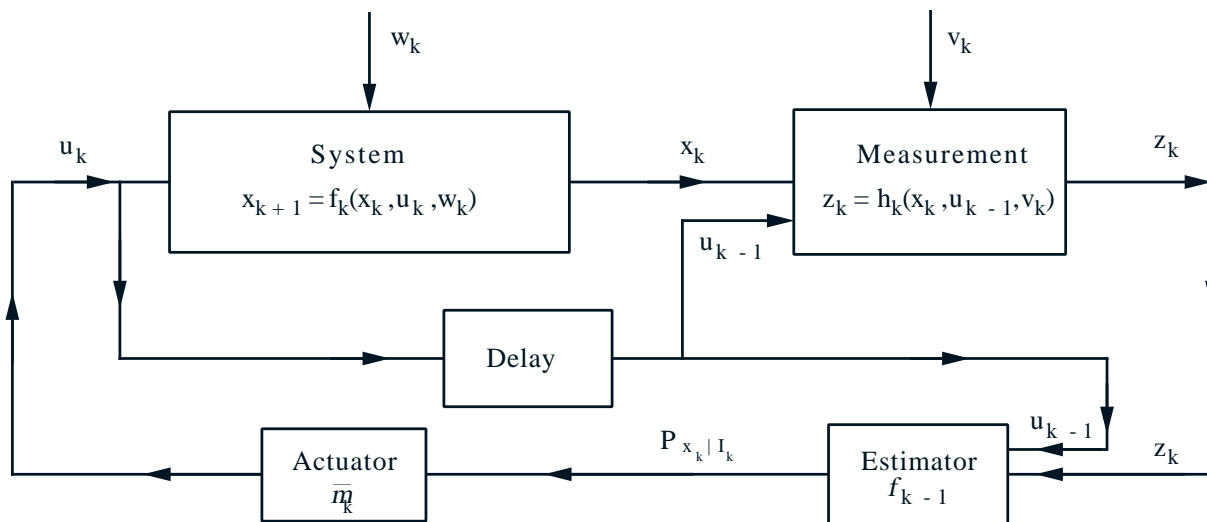 w_k
v_k
u_k
System
x_{k + 1} = f_k(x_k ,u_k ,w_k)
x_k
Measurement
z_k = h_k(x_k ,u_{k - 1},v_k)
z_k
u_{k - 1}
Delay
u_{k - 1}
Actuator
m̅_k
P_{x_k | I_k}
Estimator
f_{k - 1}
z_k